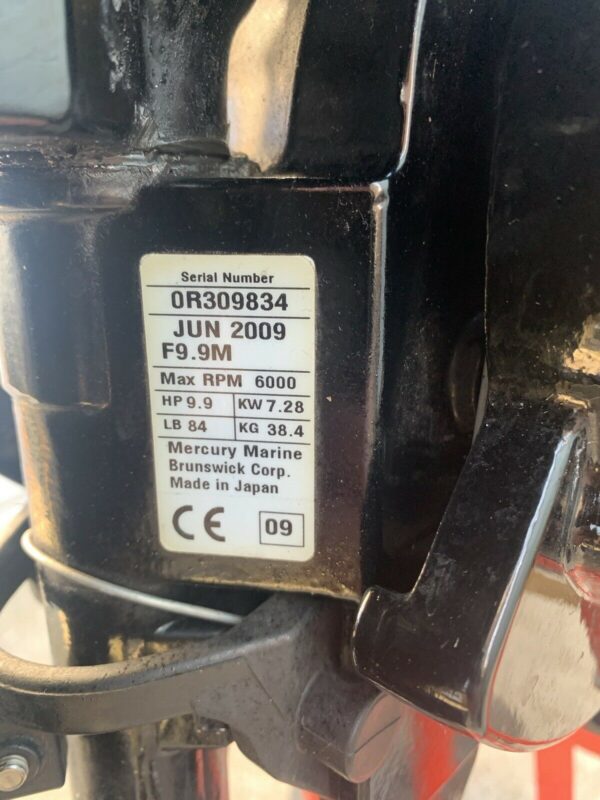 Serial Number
0R309834
JUN 2009
F9.9M
Max RPM 6000
HP 9.9 KW 7.28
LB 84 KG 38.4
Mercury Marine
Brunswick Corp.
Made in Japan
CE 09